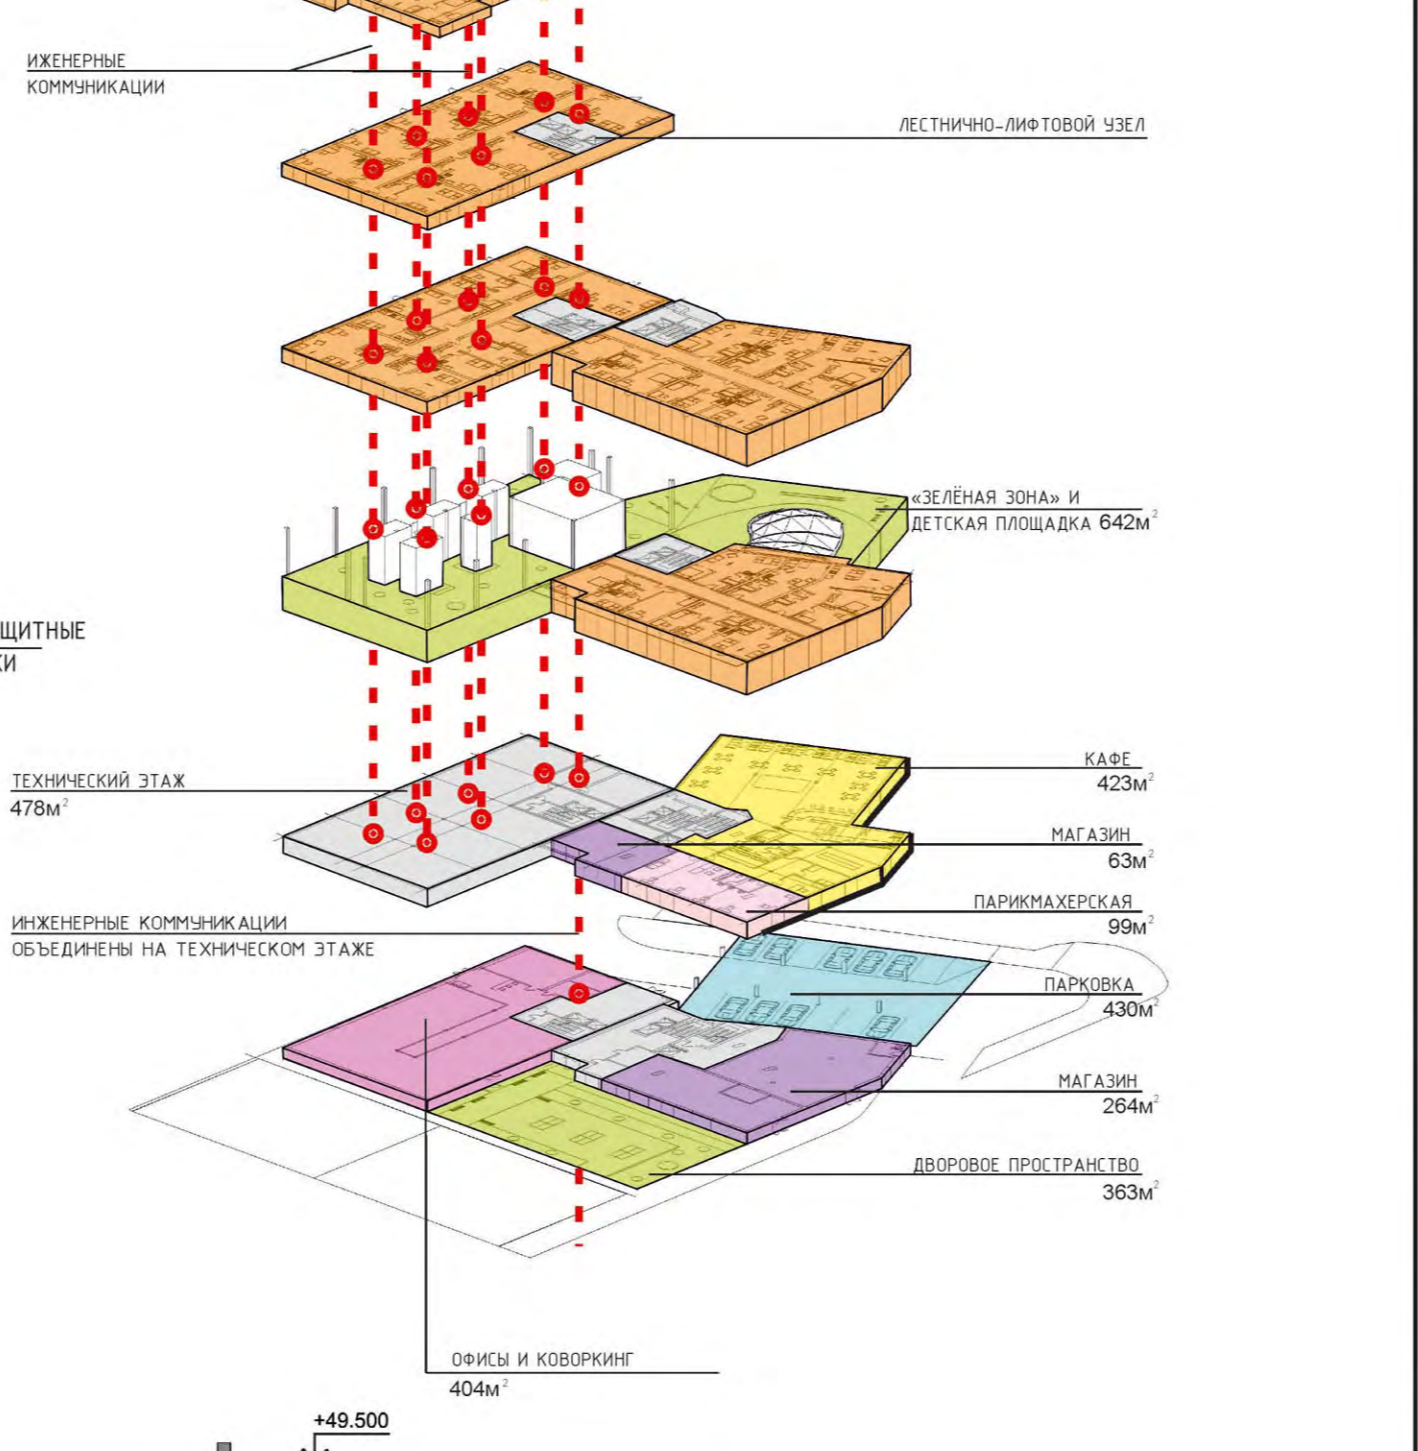 ИЖЕНЕРНЫЕ
КОММУНИКАЦИИ
ЛЕСТНИЧНО-ЛИФТОВОЙ УЗЕЛ
«ЗЕЛЁНАЯ ЗОНА» И
ДЕТСКАЯ ПЛОЩАДКА 642м²
ЩИТНЫЕ
КИ
ТЕХНИЧЕСКИЙ ЭТАЖ
478м²
КАФЕ
423м²
МАГАЗИН
63м²
ПАРИКМАХЕРСКАЯ
99м²
ИНЖЕНЕРНЫЕ КОММУНИКАЦИИ
ОБЪЕДИНЕНЫ НА ТЕХНИЧЕСКОМ ЭТАЖЕ
ПАРКОВКА
430м²
МАГАЗИН
264м²
ДВОРОВОЕ ПРОСТРАНСТВО
363м²
ОФИСЫ И КОВОРКИНГ
404м²
+49.500